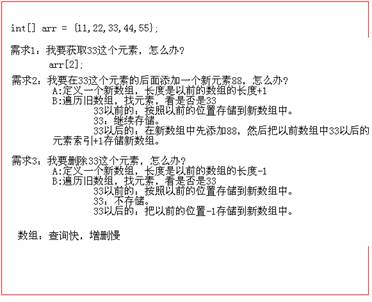 int[] arr = {11,22,33,44,55};
需求1：我要获取33这个元素，怎么办?
arr[2];
需求2：我要在33这个元素的后面添加一个新元素88，怎么办?
A:定义一个新数组，长度是以前的数组的长度+1
B:遍历旧数组，找元素，看是否是33
33以前的：按照以前的位置存储到新数组中。
33：继续存储。
33以后的：在新数组中先添加88，然后把以前数组中33以后的
元素索引+1存储新数组。
需求3：我要删除33这个元素，怎么办?
A:定义一个新数组，长度是以前的数组的长度-1
B:遍历旧数组，找元素，看是否是33
33以前的：按照以前的位置存储到新数组中。
33：不存储。
33以后的：把以前的位置-1存储到新数组中。
数组：查询快，增删慢